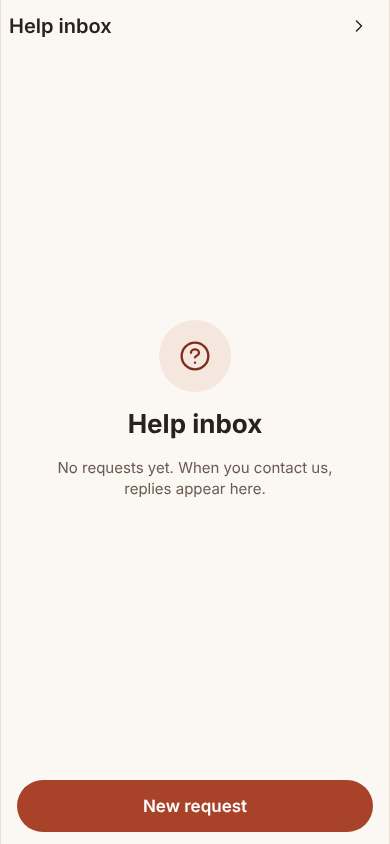 Help inbox
Help inbox
No requests yet. When you contact us,
replies appear here.
New request